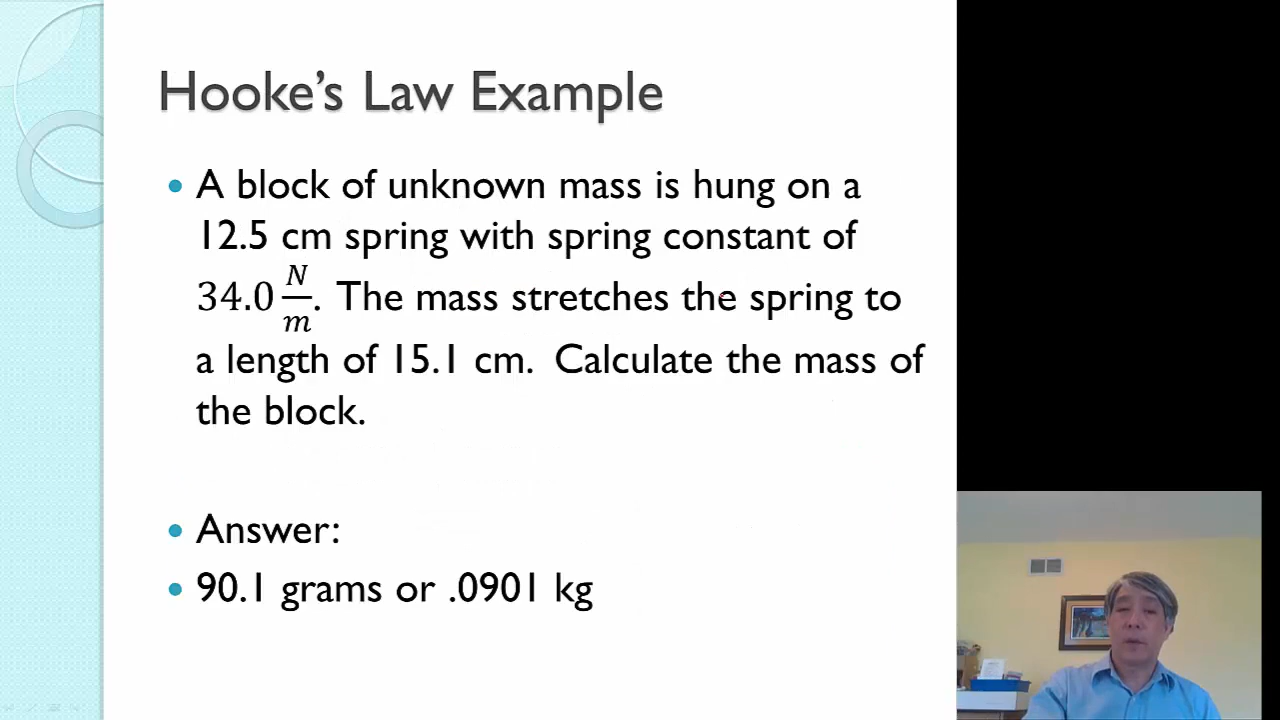 Hooke's Law Example
• A block of unknown mass is hung on a
12.5 cm spring with spring constant of
34.0 N/m. The mass stretches the spring to
a length of 15.1 cm. Calculate the mass of
the block.
• Answer:
• 90.1 grams or .0901 kg